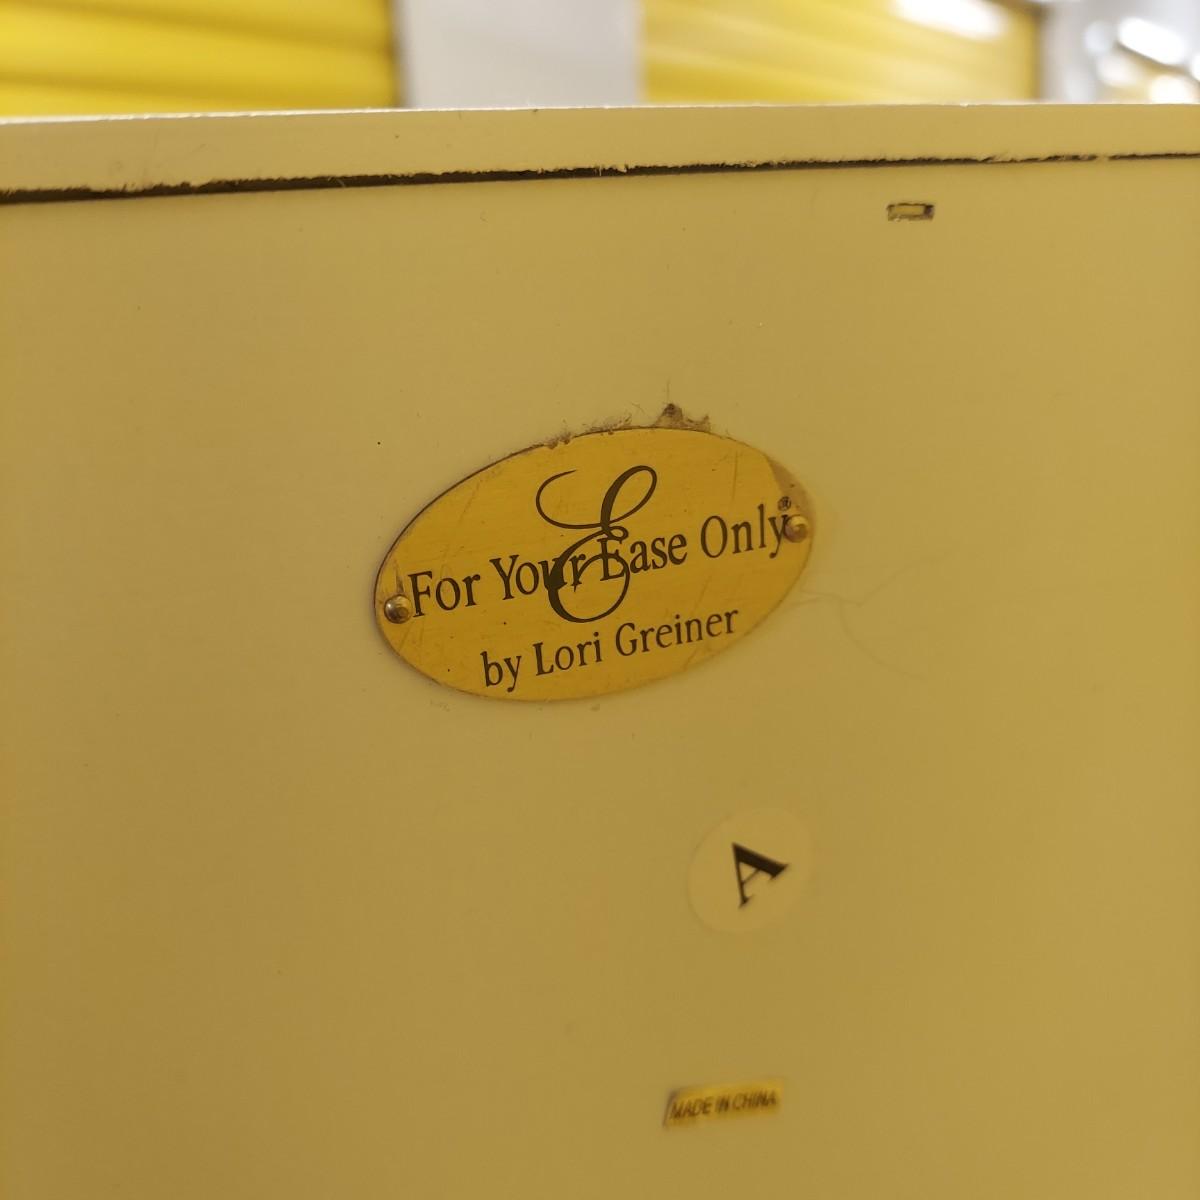 E
For Your Ease Only®
by Lori Greiner
A
MADE IN CHINA